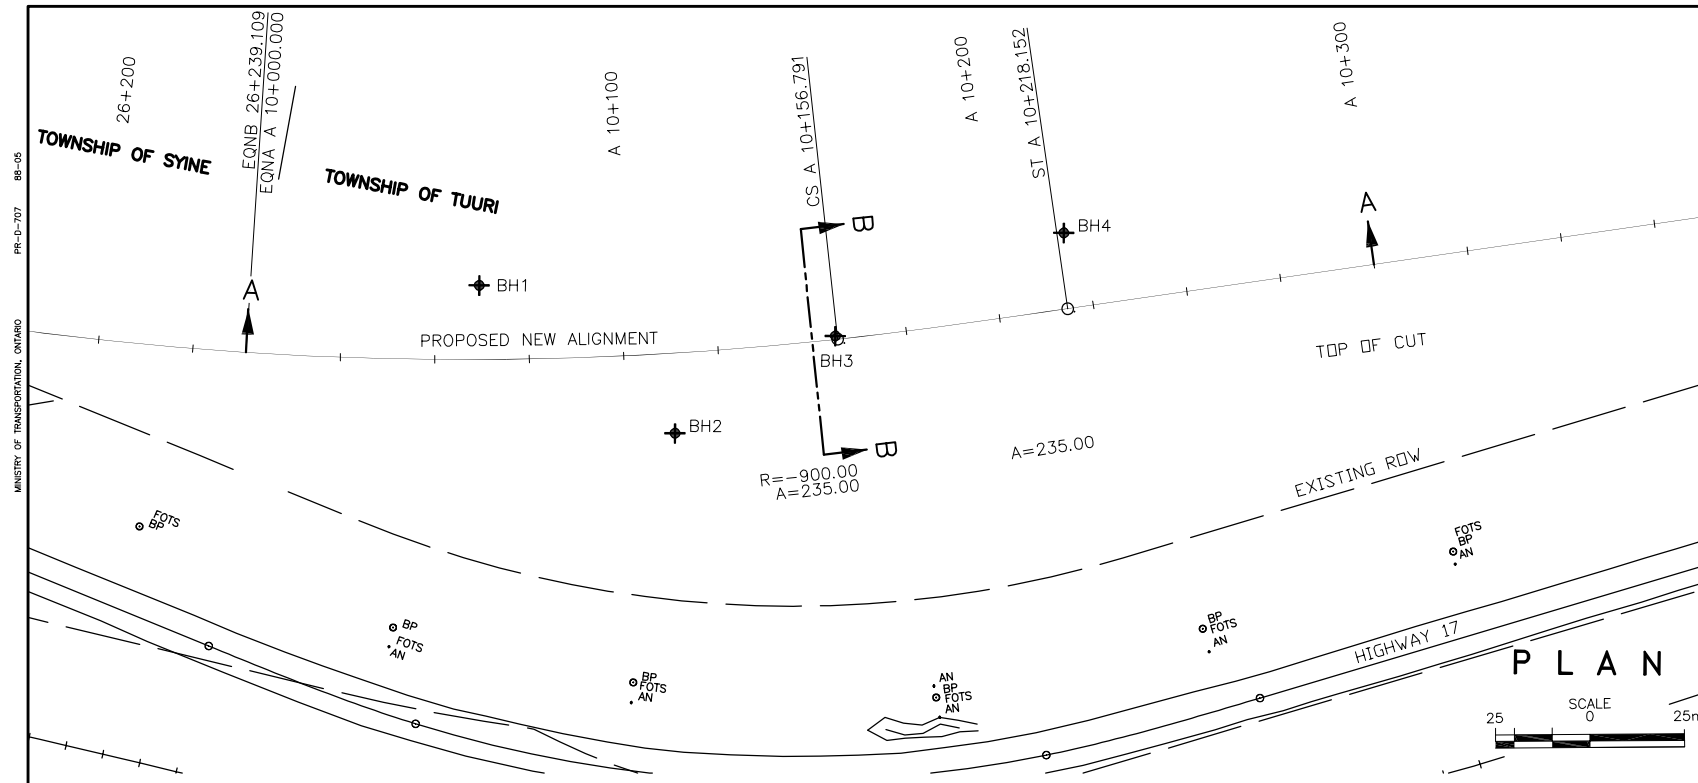 26+200
EQNB 26+239.109
EQNA A 10+000.000
A 10+100
CS A 10+156.791
A 10+200
ST A 10+218.152
A 10+300
TOWNSHIP OF SYINE
TOWNSHIP OF TUURI
88-05
PR-D-707
MINISTRY OF TRANSPORTATION, ONTARIO
A
A
B
BH4
BH1
PROPOSED NEW ALIGNMENT
BH3
TOP OF CUT
BH2
B
A=235.00
R=-900.00
A=235.00
EXISTING ROW
FOTS
BP
FOTS
BP
AN
BP
FOTS
AN
BP
FOTS
AN
HIGHWAY 17
BP
FOTS
AN
AN
BP
FOTS
AN
PLAN
SCALE
25 0 25m